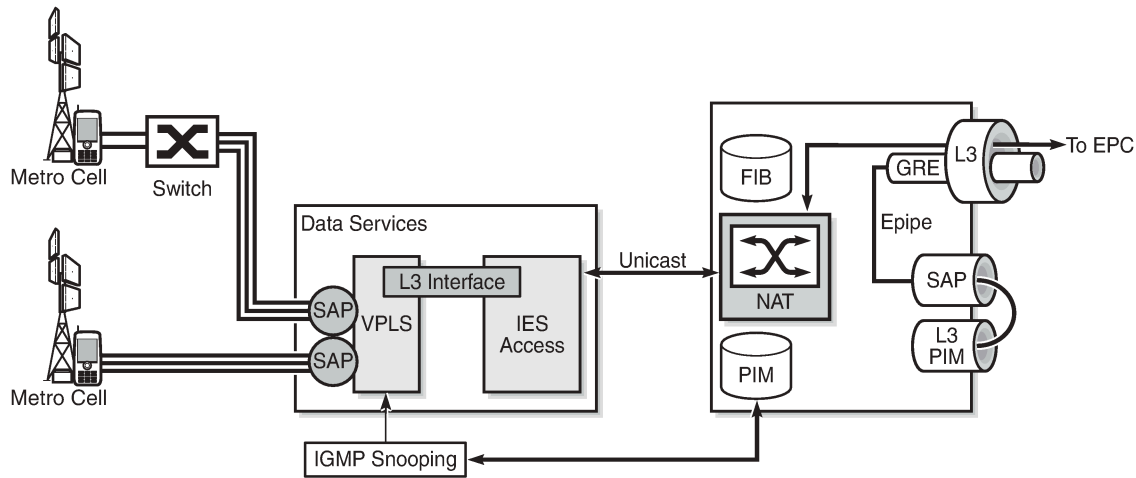 Metro Cell
Switch
Metro Cell
Data Services
SAP
SAP
VPLS
L3 Interface
IES
Access
IGMP Snooping
Unicast
FIB
NAT
PIM
GRE
L3
To EPC
Epipe
SAP
L3
PIM